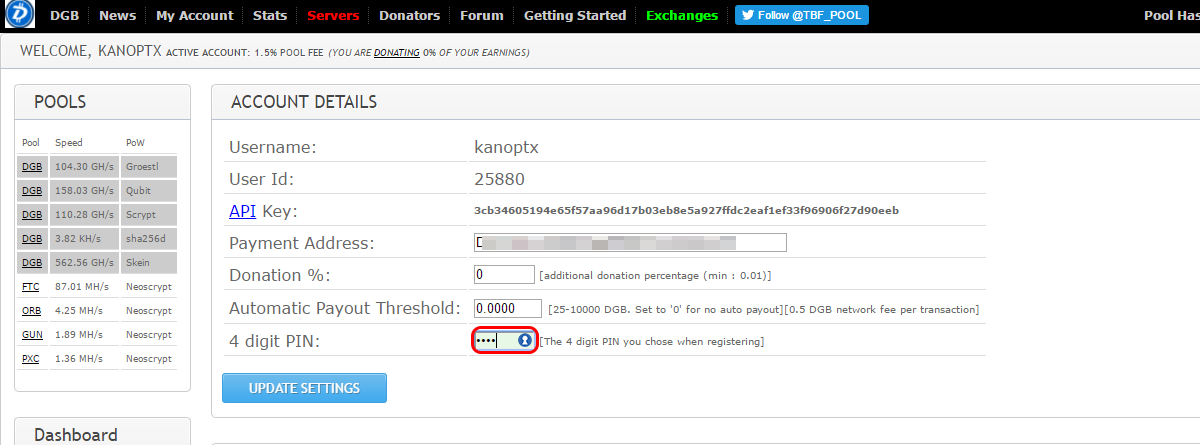 DGB News My Account Stats Servers Donators Forum Getting Started Exchanges Follow @TBF_POOL Pool Has
WELCOME, KANOPTX ACTIVE ACCOUNT: 1.5% POOL FEE (YOU ARE DONATING 0% OF YOUR EARNINGS)
POOLS
Pool Speed PoW
DGB 104.30 GH/s Groestl
DGB 158.03 GH/s Qubit
DGB 110.28 GH/s Scrypt
DGB 3.82 KH/s sha256d
DGB 562.56 GH/s Skein
FTC 87.01 MH/s Neoscrypt
ORB 4.25 MH/s Neoscrypt
GUN 1.89 MH/s Neoscrypt
PXC 1.36 MH/s Neoscrypt
Dashboard
ACCOUNT DETAILS
Username: kanoptx
User Id: 25880
API Key: 3cb34605194e65f57aa96d17b03eb8e5a927ffdc2eaf1ef33f96906f27d90eeb
Payment Address: D
Donation %: 0 [additional donation percentage (min : 0.01)]
Automatic Payout Threshold: 0.0000 [25-10000 DGB. Set to '0' for no auto payout][0.5 DGB network fee per transaction]
4 digit PIN: •••• [The 4 digit PIN you chose when registering]
UPDATE SETTINGS